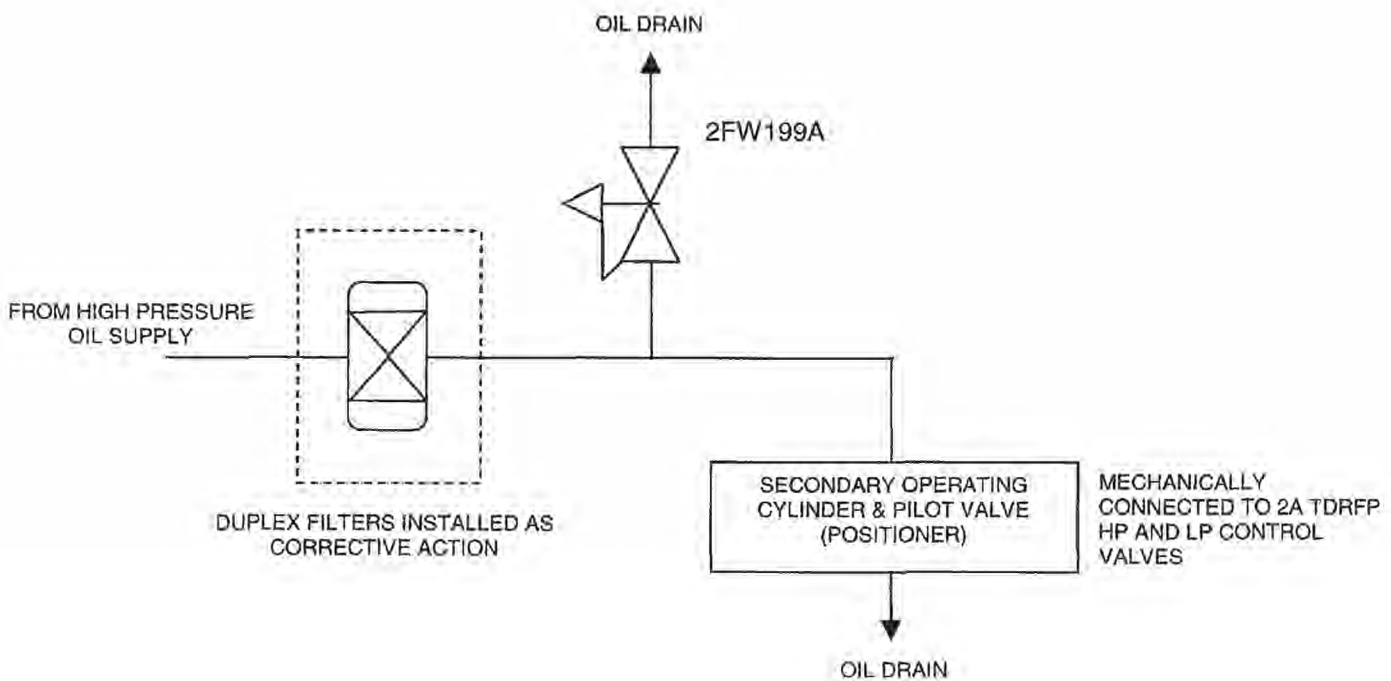 OIL DRAIN
2FW199A
FROM HIGH PRESSURE
OIL SUPPLY
DUPLEX FILTERS INSTALLED AS
CORRECTIVE ACTION
SECONDARY OPERATING
CYLINDER & PILOT VALVE
(POSITIONER)
MECHANICALLY
CONNECTED TO 2A TDRFP
HP AND LP CONTROL
VALVES
OIL DRAIN